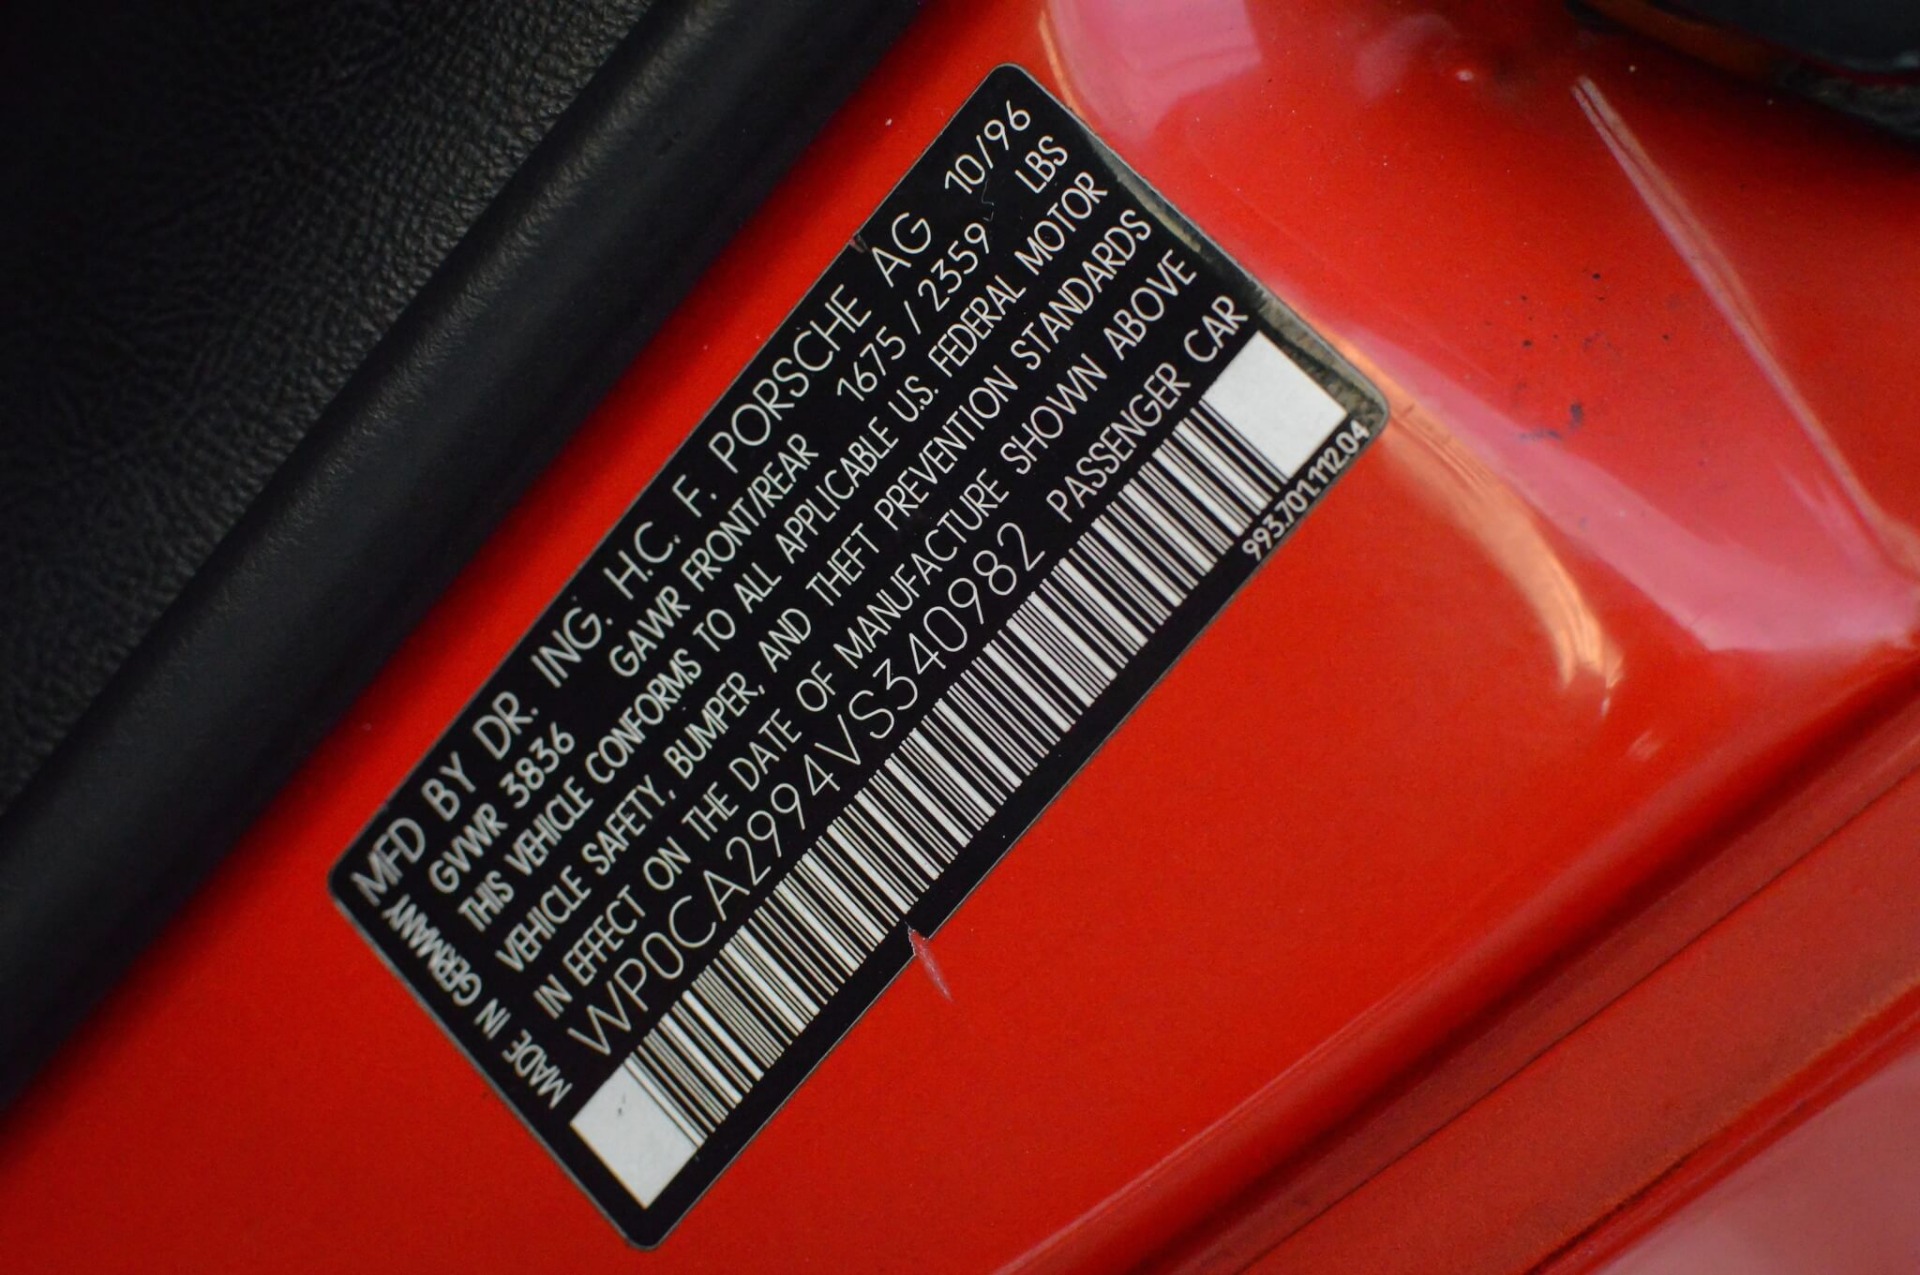 MFD BY DR. ING. H.C. F. PORSCHE AG 10/96
GVWR 3836 GAWR FRONT/REAR 1675 / 2359 LBS
THIS VEHICLE CONFORMS TO ALL APPLICABLE U.S. FEDERAL MOTOR
VEHICLE SAFETY, BUMPER, AND THEFT PREVENTION STANDARDS
IN EFFECT ON THE DATE OF MANUFACTURE SHOWN ABOVE
WP0CA2994VS340982 PASSENGER CAR
MADE IN GERMANY
993.701.112.04